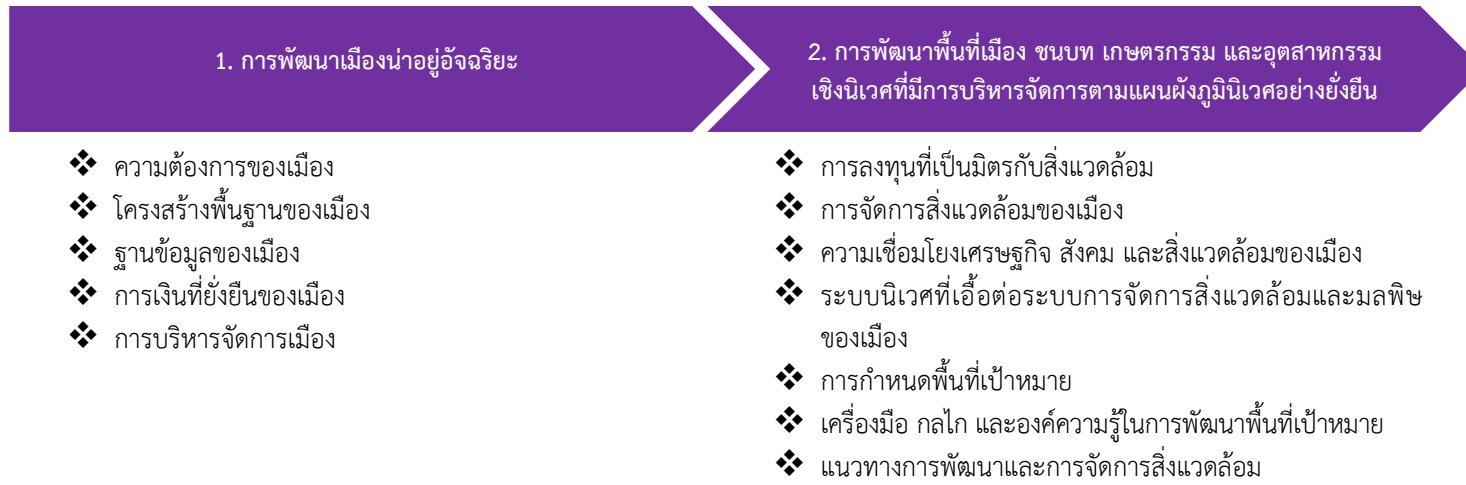 1. การพัฒนาเมืองน่าอยู่อัจฉริยะ
❖ ความต้องการของเมือง
❖ โครงสร้างพื้นฐานของเมือง
❖ ฐานข้อมูลของเมือง
❖ การเงินที่ยั่งยืนของเมือง
❖ การบริหารจัดการเมือง
2. การพัฒนาพื้นที่เมือง ชนบท เกษตรกรรม และอุตสาหกรรม
เชิงนิเวศที่มีการบริหารจัดการตามแผนผังภูมินิเวศอย่างยั่งยืน
❖ การลงทุนที่เป็นมิตรกับสิ่งแวดล้อม
❖ การจัดการสิ่งแวดล้อมของเมือง
❖ ความเชื่อมโยงเศรษฐกิจ สังคม และสิ่งแวดล้อมของเมือง
❖ ระบบนิเวศที่เอื้อต่อระบบการจัดการสิ่งแวดล้อมและมลพิษ
ของเมือง
❖ การกำหนดพื้นที่เป้าหมาย
❖ เครื่องมือ กลไก และองค์ความรู้ในการพัฒนาพื้นที่เป้าหมาย
❖ แนวทางการพัฒนาและการจัดการสิ่งแวดล้อม